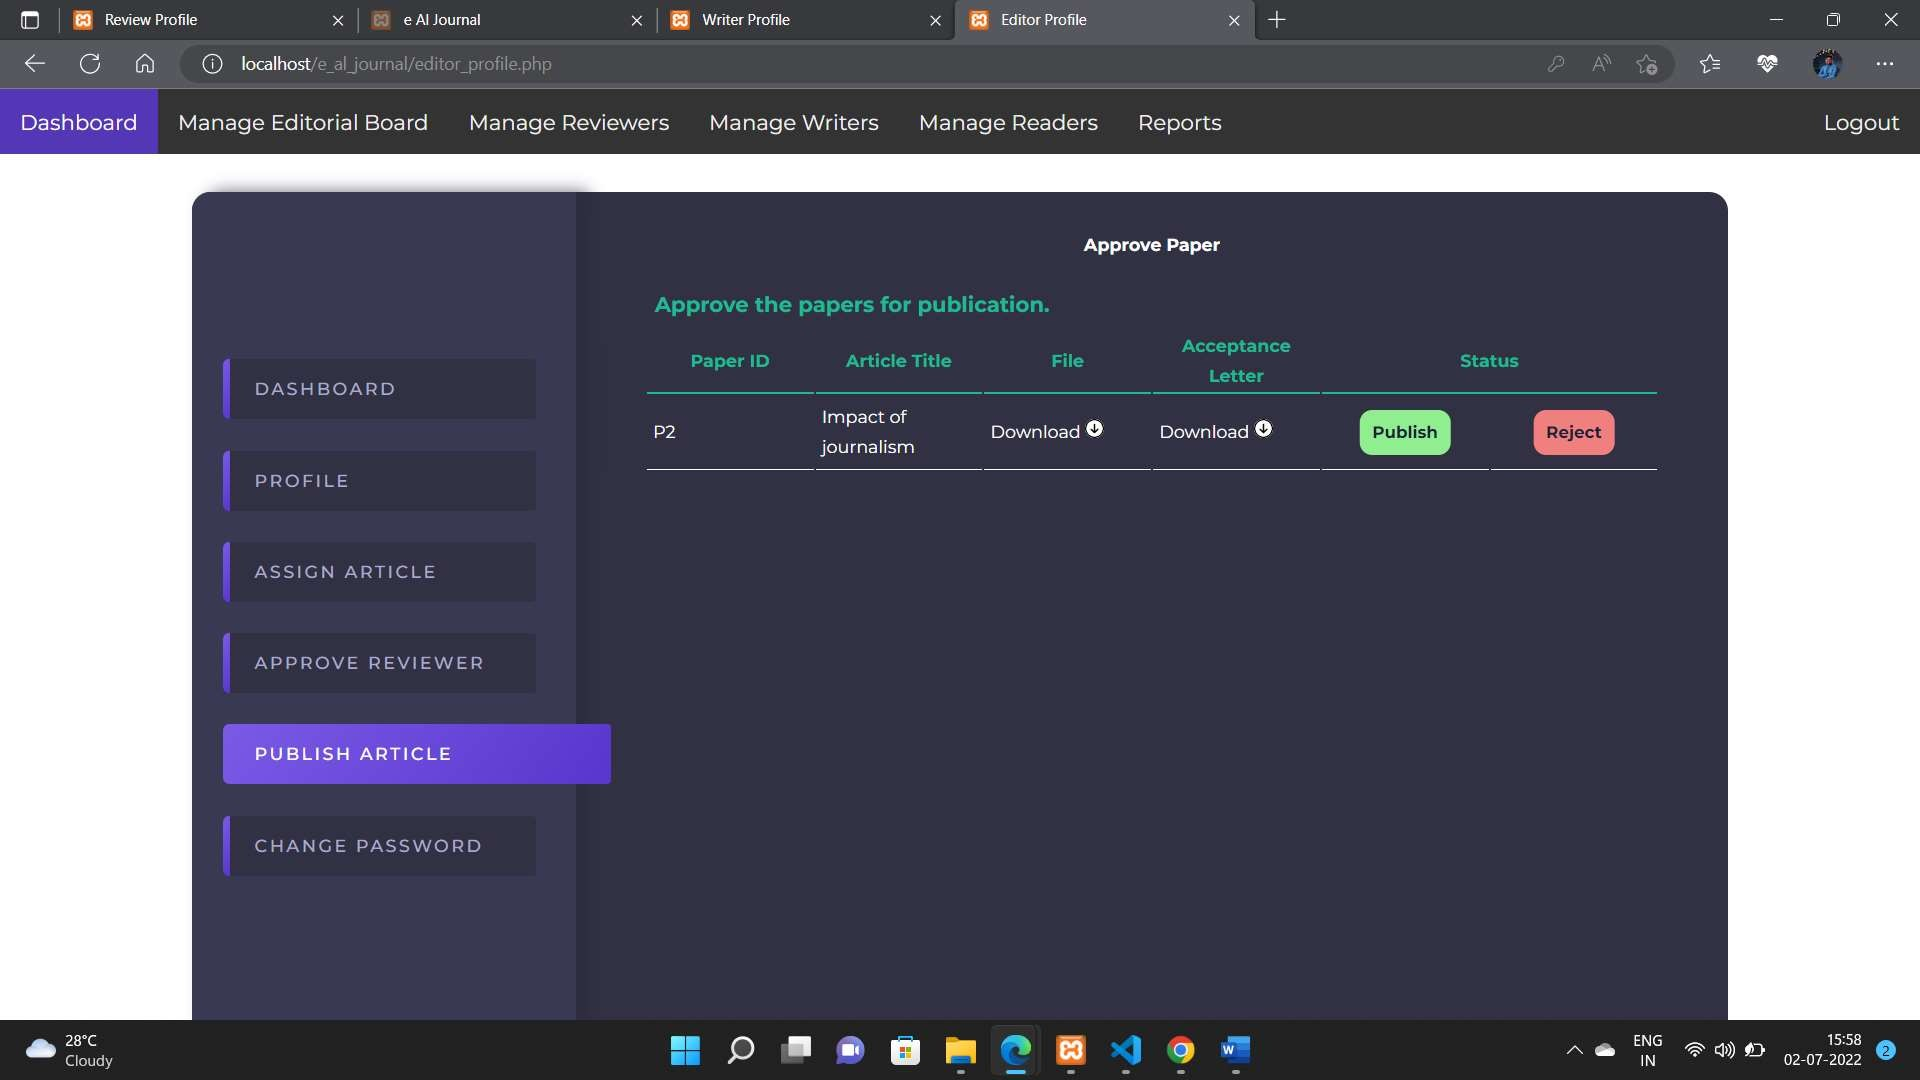 Review Profile
e Al Journal
Writer Profile
Editor Profile
localhost/e_al_journal/editor_profile.php
Dashboard
Manage Editorial Board
Manage Reviewers
Manage Writers
Manage Readers
Reports
Logout
DASHBOARD
PROFILE
ASSIGN ARTICLE
APPROVE REVIEWER
PUBLISH ARTICLE
CHANGE PASSWORD
Approve Paper
Approve the papers for publication.
Paper ID
Article Title
File
Acceptance
Letter
Status
P2
Impact of
journalism
Download
Download
Publish
Reject
28°C
Cloudy
ENG
IN
15:58
02-07-2022
2